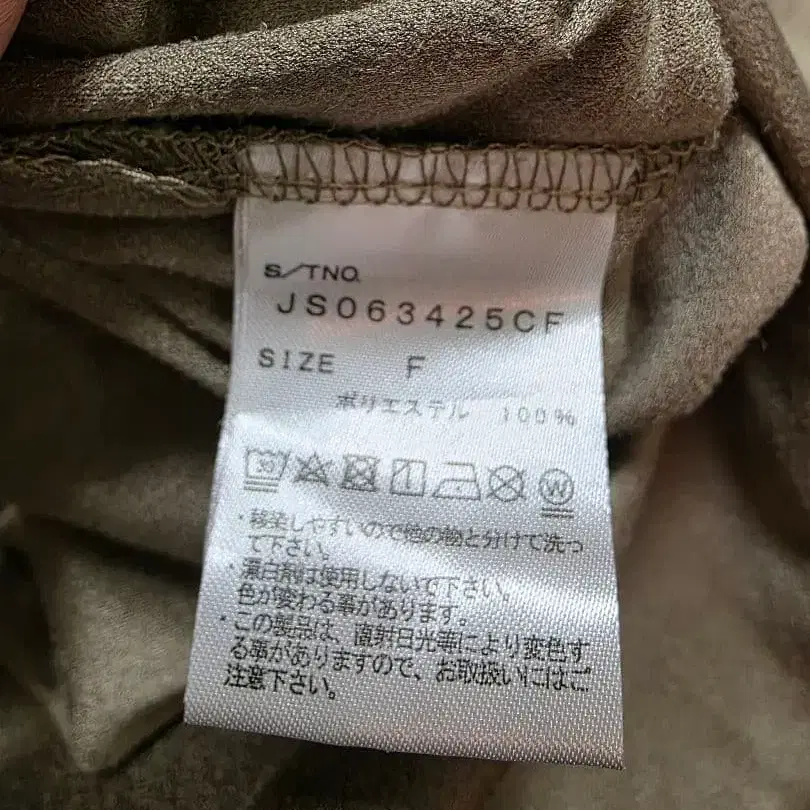 S/TNO.
JS063425CF
SIZE F
ポリエステル 100%
30 W
・移染しやすいので他の物と分けて洗っ
て下さい。
・漂白剤は使用しないで下さい。
色が変わる事があります。
・この製品は、直射日光等により変色す
る事がありますので、お取扱いにはご
注意下さい。